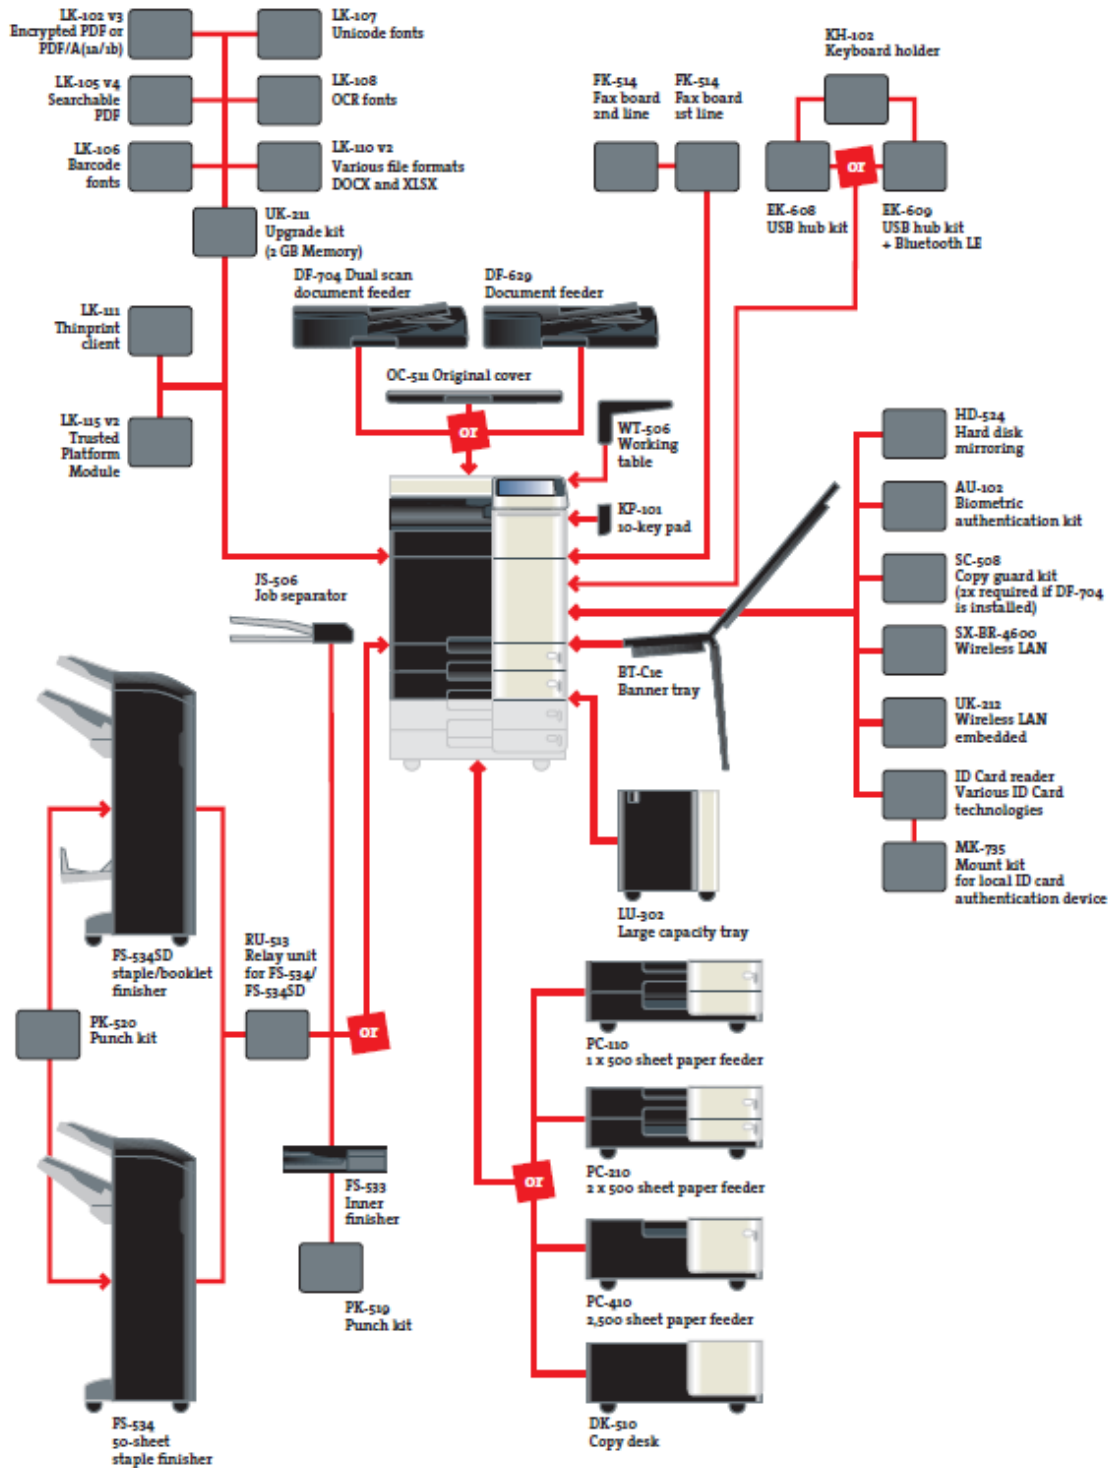 LK-102 v3
Encrypted PDF or
PDF/A(1a/1b)
LK-107
Unicode fonts
LK-105 v4
Searchable
PDF
LK-108
OCR fonts
LK-106
Barcode
fonts
LK-110 v2
Various file formats
DOCX and XLSX
UK-211
Upgrade kit
(2 GB Memory)
LK-111
Thinprint
client
LK-115 v2
Trusted
Platform
Module
FK-514
Fax board
2nd line
FK-514
Fax board
1st line
KH-102
Keyboard holder
or
EK-608
USB hub kit
EK-609
USB hub kit
+ Bluetooth LE
DF-704 Dual scan
document feeder
DF-629
Document feeder
OC-511 Original cover
or
WT-506
Working
table
KP-101
10-key pad
HD-524
Hard disk
mirroring
AU-102
Biometric
authentication kit
SC-508
Copy guard kit
(2x required if DF-704
is installed)
SX-BR-4600
Wireless LAN
UK-212
Wireless LAN
embedded
ID Card reader
Various ID Card
technologies
MK-735
Mount kit
for local ID card
authentication device
JS-506
Job separator
BT-C1e
Banner tray
LU-302
Large capacity tray
FS-534SD
staple/booklet
finisher
RU-513
Relay unit
for FS-534/
FS-534SD
or
PK-520
Punch kit
FS-533
Inner
finisher
PK-519
Punch kit
FS-534
50-sheet
staple finisher
or
PC-110
1 x 500 sheet paper feeder
PC-210
2 x 500 sheet paper feeder
PC-410
2,500 sheet paper feeder
DK-510
Copy desk